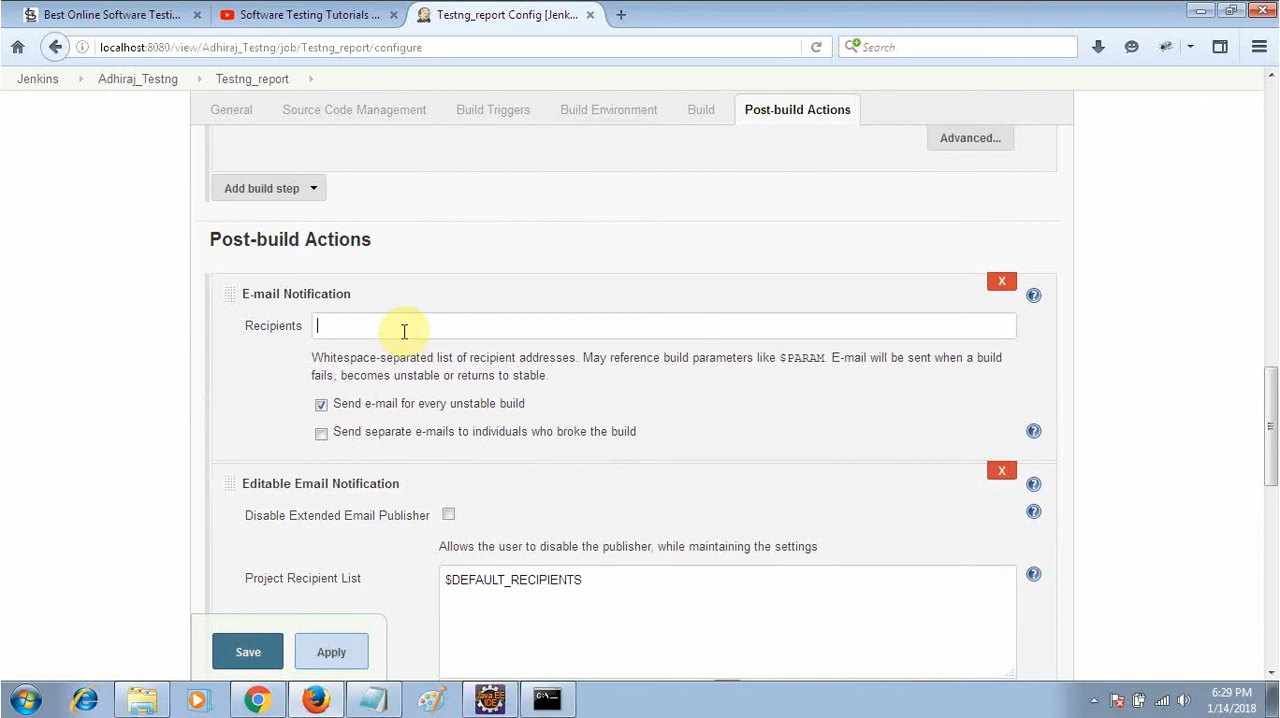 Best Online Software Testi...
Software Testing Tutorials ...
Testng_report Config [Jenk...
localhost:8080/view/Adhiraj_Testng/job/Testng_report/configure
Search
Jenkins
Adhiraj_Testng
Testng_report
General
Source Code Management
Build Triggers
Build Environment
Build
Post-build Actions
Advanced...
Add build step
Post-build Actions
E-mail Notification
X
Recipients
Whitespace-separated list of recipient addresses. May reference build parameters like $PARAM. E-mail will be sent when a build
fails, becomes unstable or returns to stable.
Send e-mail for every unstable build
Send separate e-mails to individuals who broke the build
X
Editable Email Notification
Disable Extended Email Publisher
Allows the user to disable the publisher, while maintaining the settings
Project Recipient List
$DEFAULT_RECIPIENTS
Save
Apply
6:29 PM
1/14/2018